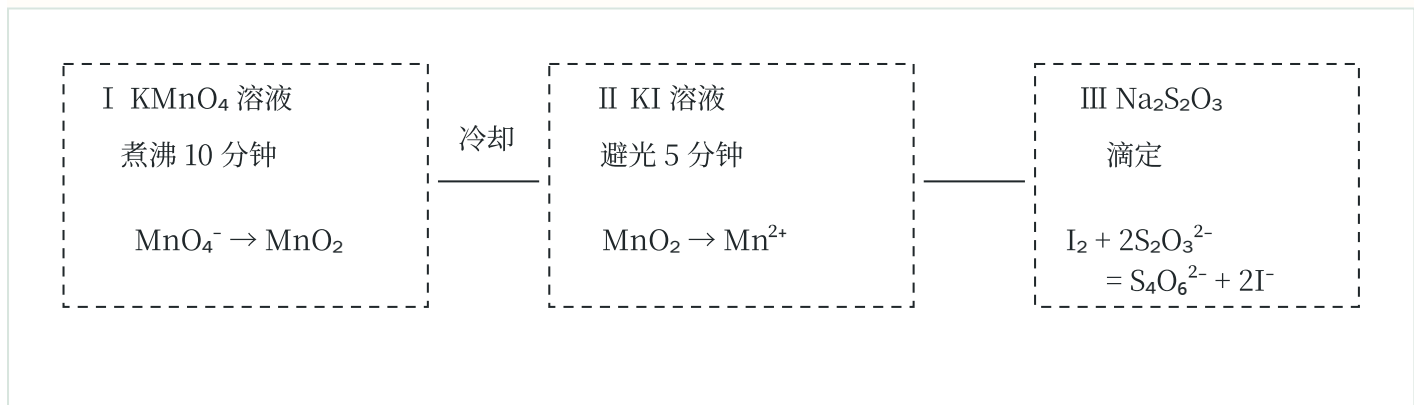 Ⅰ KMnO₄ 溶液
煮沸 10 分钟
MnO₄⁻ → MnO₂
冷却
Ⅱ KI 溶液
避光 5 分钟
MnO₂ → Mn²⁺
Ⅲ Na₂S₂O₃
滴定
I₂ + 2S₂O₃²⁻
= S₄O₆²⁻ + 2I⁻